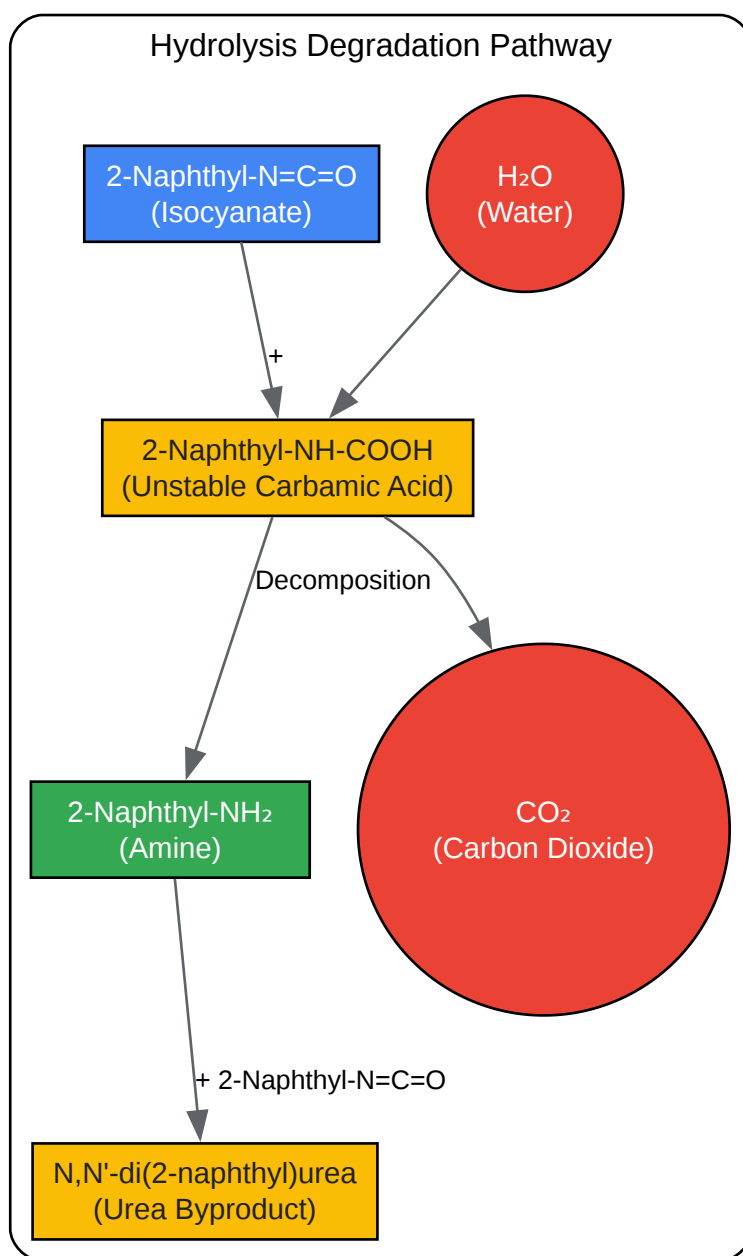 Hydrolysis Degradation Pathway
2-Naphthyl-N=C=O
(Isocyanate)
H₂O
(Water)
+
2-Naphthyl-NH-COOH
(Unstable Carbamic Acid)
Decomposition
2-Naphthyl-NH₂
(Amine)
CO₂
(Carbon Dioxide)
+ 2-Naphthyl-N=C=O
N,N'-di(2-naphthyl)urea
(Urea Byproduct)